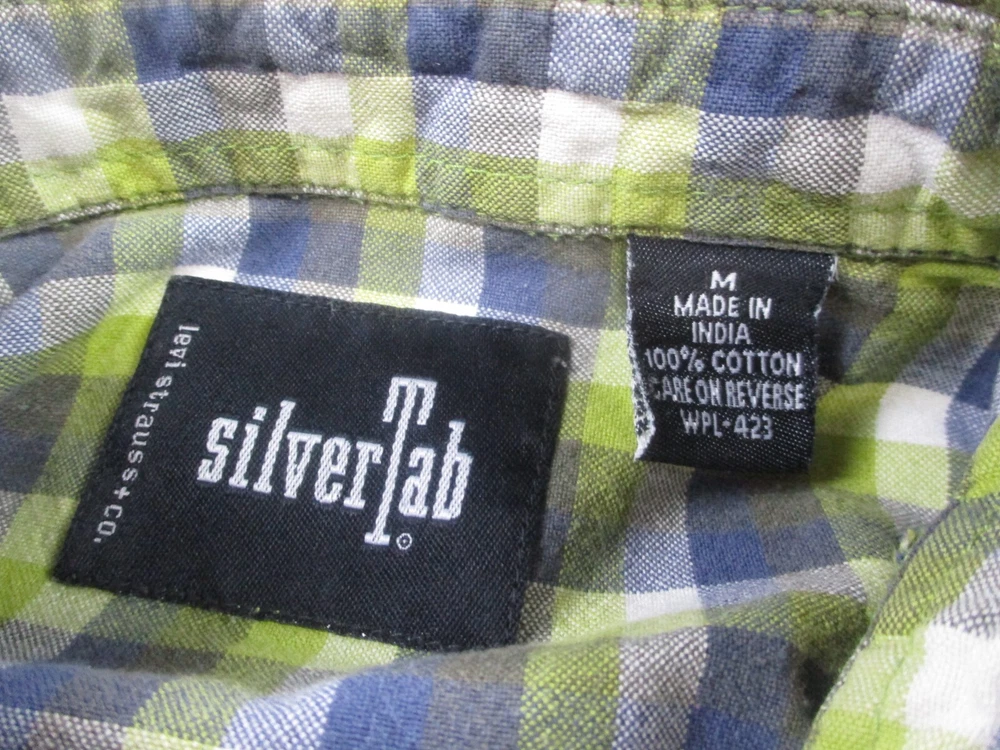 levi strauss+co.
silverTab
M
MADE IN
INDIA
100% COTTON
CARE ON REVERSE
WPL-423